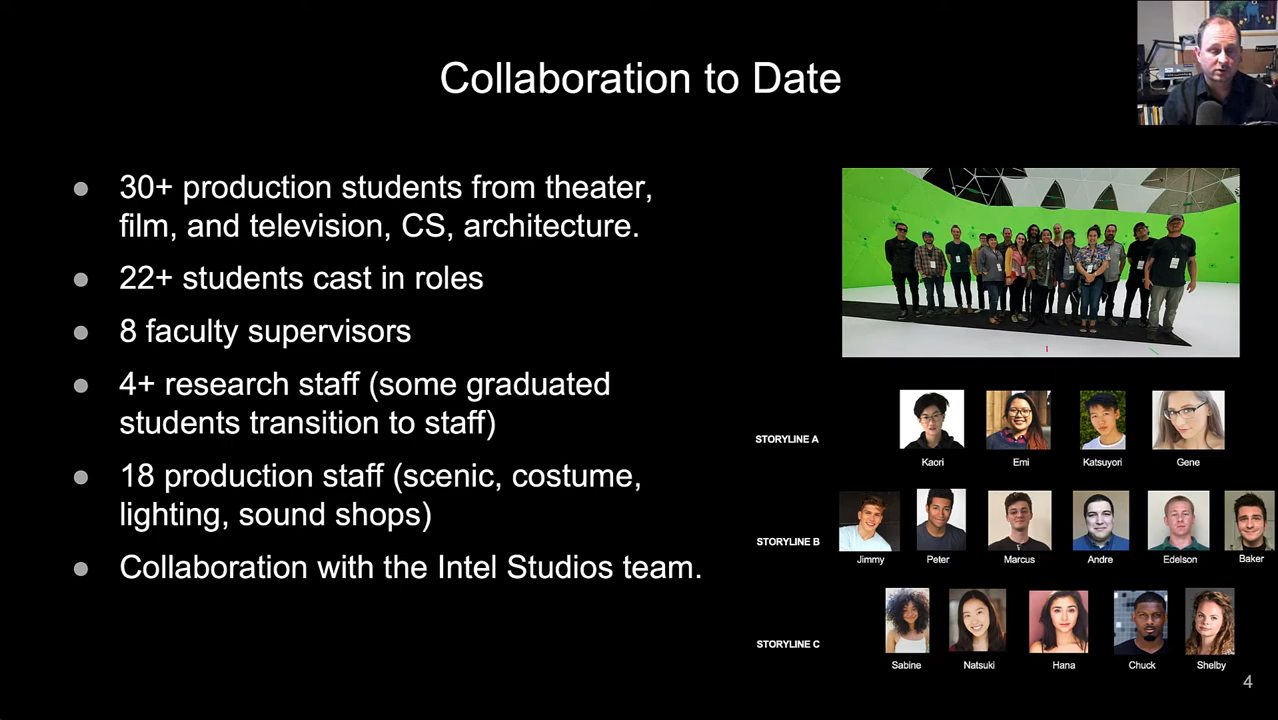 Collaboration to Date
30+ production students from theater,
film, and television, CS, architecture.
22+ students cast in roles
8 faculty supervisors
4+ research staff (some graduated
students transition to staff)
18 production staff (scenic, costume,
lighting, sound shops)
Collaboration with the Intel Studios team.
STORYLINE A
Kaori Emi Katsuyori Gene
STORYLINE B
Jimmy Peter Marcus Andre Edelson Baker
STORYLINE C
Sabine Natsuki Hana Chuck Shelby
4